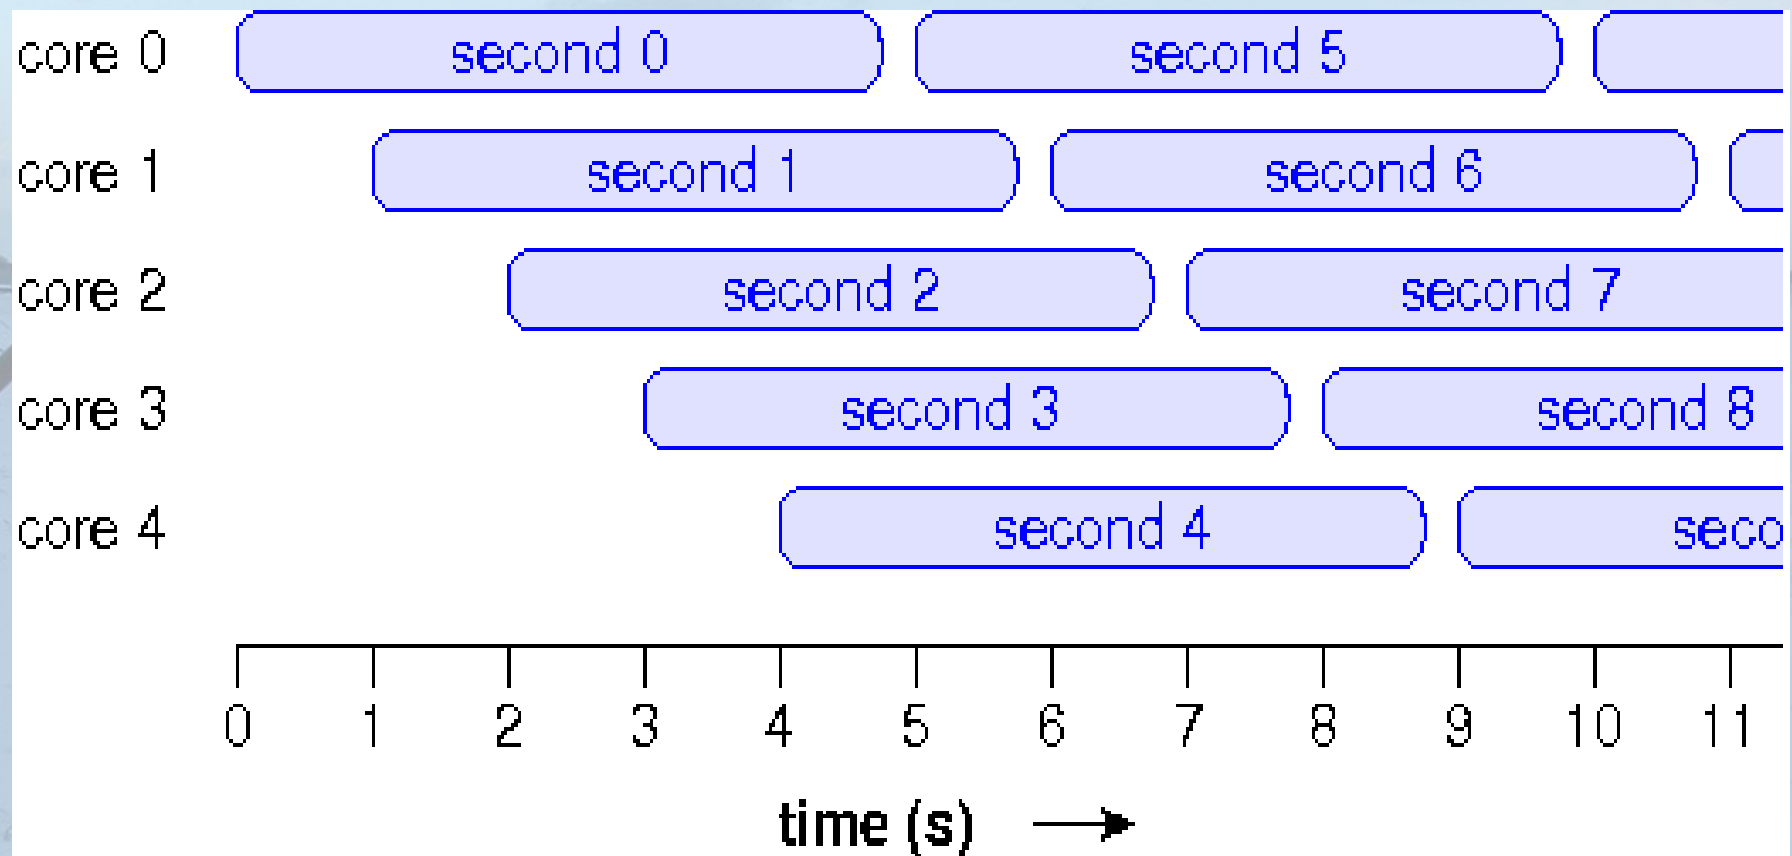 core 0 second 0 second 5
core 1 second 1 second 6
core 2 second 2 second 7
core 3 second 3 second 8
core 4 second 4 seco
0 1 2 3 4 5 6 7 8 9 10 11
time (s)